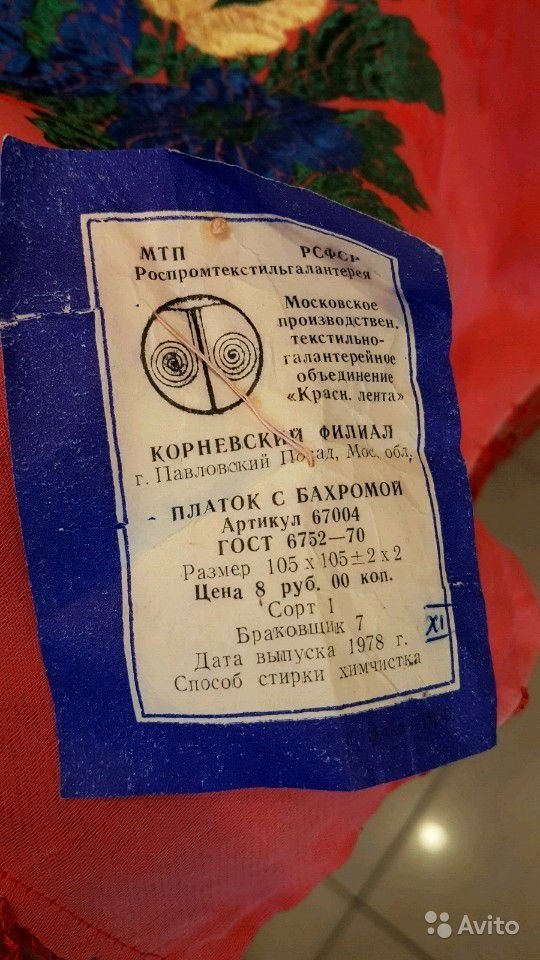 МТП РСФСР
Роспромтекстильгалантерея
Московское
производствен.
текстильно-
галантерейное
объединение
«Красн. лента»
КОРНЕВСКИЙ ФИЛИАЛ
г. Павловский Посад, Мос. обл.
ПЛАТОК С БАХРОМОЙ
Артикул 67004
ГОСТ 6752—70
Размер 105 х 105±2 х 2
Цена 8 руб. 00 коп.
Сорт 1
Браковщик 7
XI
Дата выпуска 1978 г.
Способ стирки химчистка
Avito